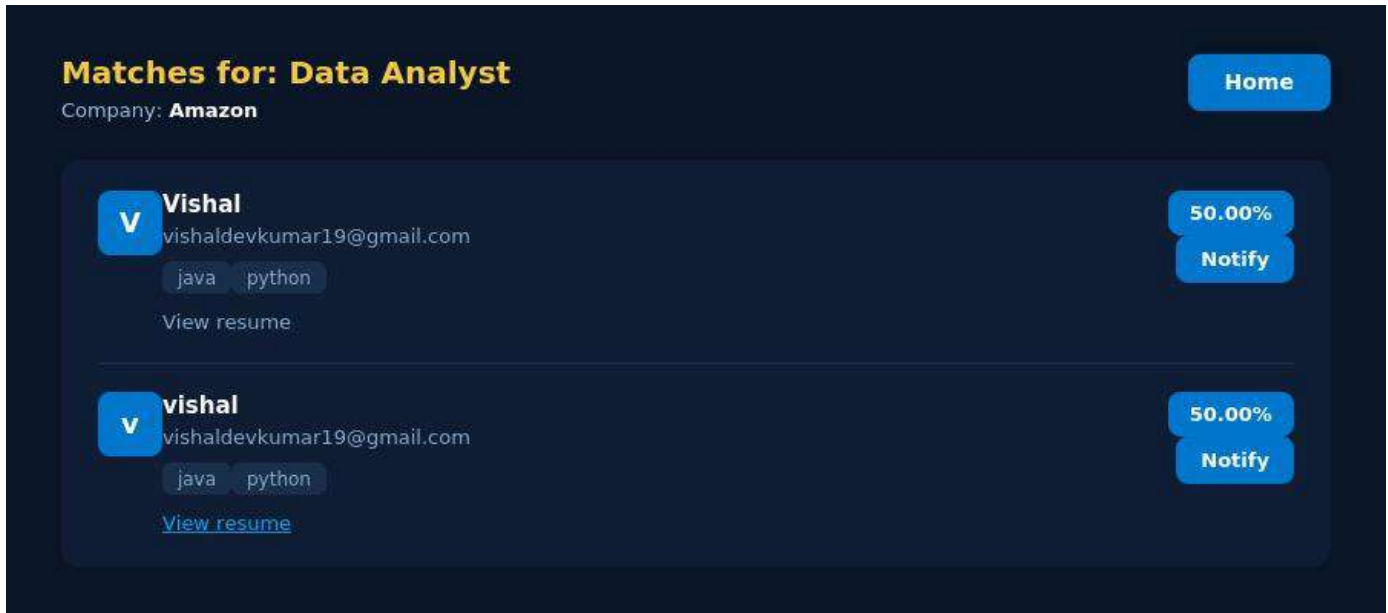 Matches for: Data Analyst
Home
Company: Amazon
V
Vishal
50.00%
vishaldevkumar19@gmail.com
Notify
java python
View resume
v
vishal
50.00%
vishaldevkumar19@gmail.com
Notify
java python
View resume